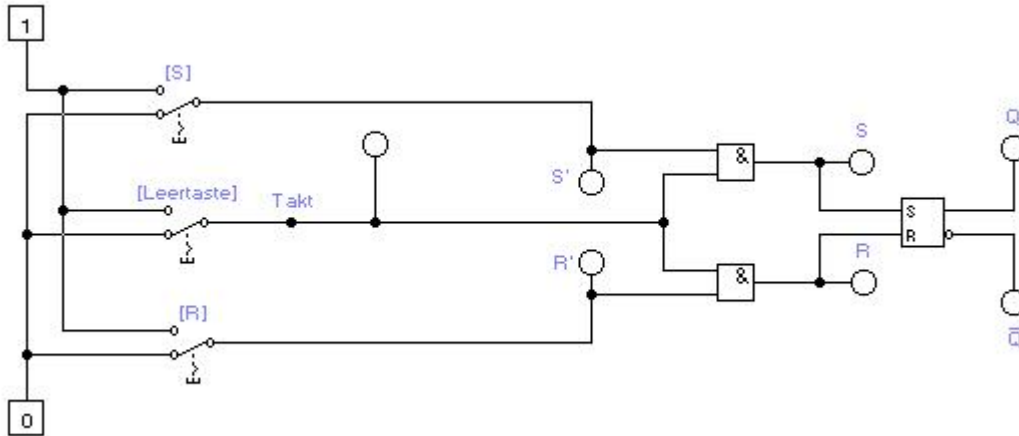 1
[S]
[Leertaste]
Takt
[R]
0
S'
R'
&
&
S
R
S
R
Q
Q̅